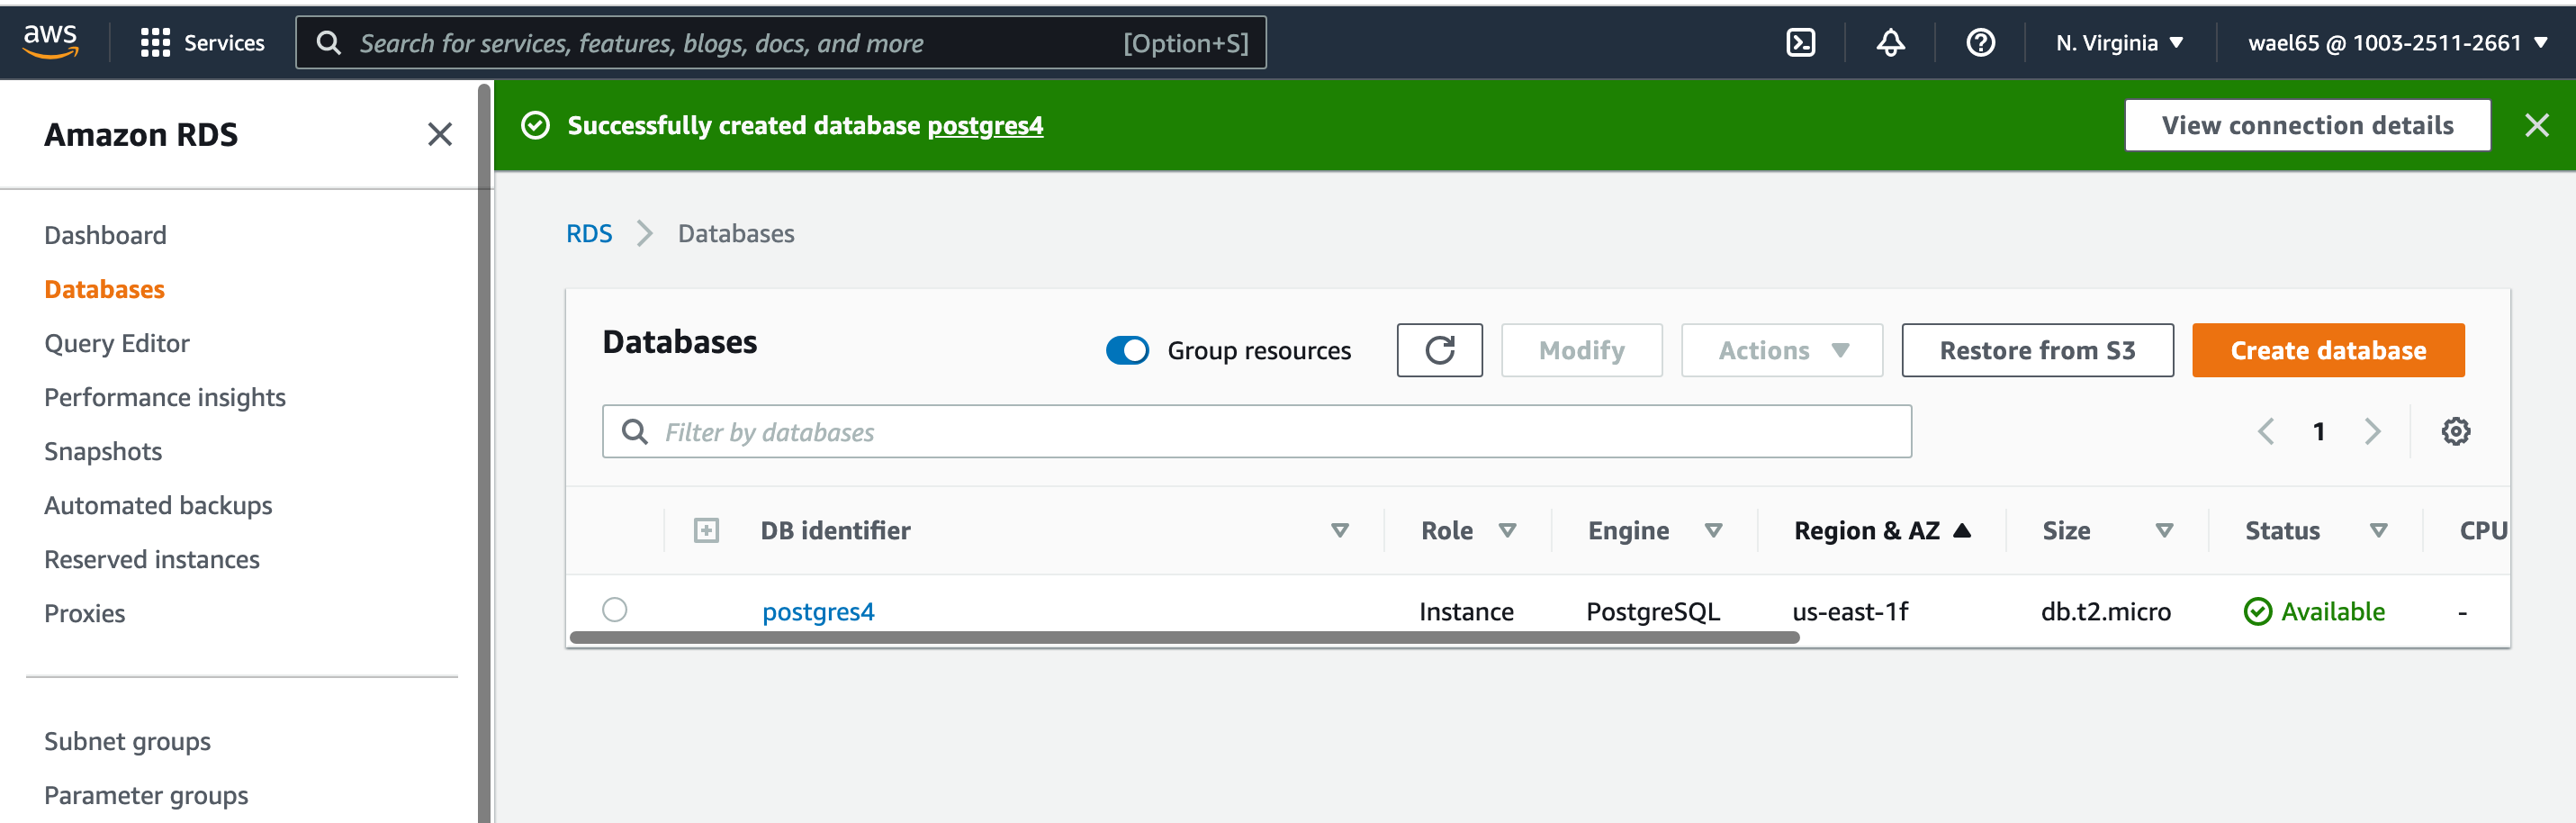 aws Services Search for services, features, blogs, docs, and more [Option+S] N. Virginia wael65 @ 1003-2511-2661
Amazon RDS
Dashboard
Databases
Query Editor
Performance insights
Snapshots
Automated backups
Reserved instances
Proxies
Subnet groups
Parameter groups
Successfully created database postgres4 View connection details
RDS Databases
Databases Group resources Modify Actions Restore from S3 Create database
Filter by databases 1
DB identifier Role Engine Region & AZ Size Status CPU
postgres4 Instance PostgreSQL us-east-1f db.t2.micro Available -